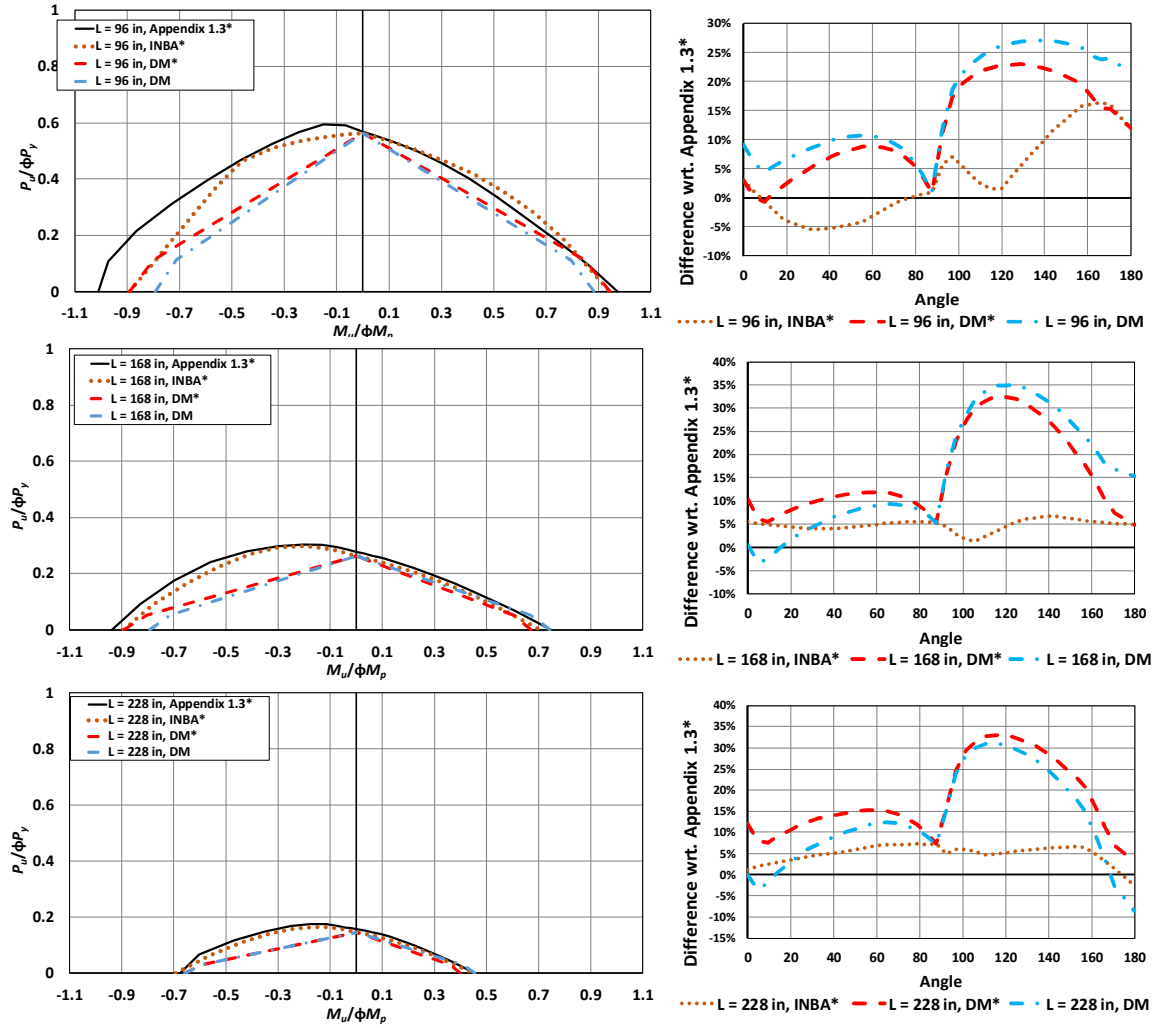 1
0.8
0.6
0.4
0.2
0
Pu/ϕPy
L = 96 in, Appendix 1.3*
L = 96 in, INBA*
L = 96 in, DM*
L = 96 in, DM
-1.1 -0.9 -0.7 -0.5 -0.3 -0.1 0.1 0.3 0.5 0.7 0.9 1.1
Mu/ϕMp
30%
25%
20%
15%
10%
5%
0%
-5%
-10%
Difference wrt. Appendix 1.3*
0 20 40 60 80 100 120 140 160 180
Angle
L = 96 in, INBA* L = 96 in, DM* L = 96 in, DM
1
0.8
0.6
0.4
0.2
0
Pu/ϕPy
L = 168 in, Appendix 1.3*
L = 168 in, INBA*
L = 168 in, DM*
L = 168 in, DM
-1.1 -0.9 -0.7 -0.5 -0.3 -0.1 0.1 0.3 0.5 0.7 0.9 1.1
Mu/ϕMp
40%
35%
30%
25%
20%
15%
10%
5%
0%
-5%
-10%
Difference wrt. Appendix 1.3*
0 20 40 60 80 100 120 140 160 180
Angle
L = 168 in, INBA* L = 168 in, DM* L = 168 in, DM
1
0.8
0.6
0.4
0.2
0
Pu/ϕPy
L = 228 in, Appendix 1.3*
L = 228 in, INBA*
L = 228 in, DM*
L = 228 in, DM
-1.1 -0.9 -0.7 -0.5 -0.3 -0.1 0.1 0.3 0.5 0.7 0.9 1.1
Mu/ϕMp
40%
35%
30%
25%
20%
15%
10%
5%
0%
-5%
-10%
-15%
Difference wrt. Appendix 1.3*
0 20 40 60 80 100 120 140 160 180
Angle
L = 228 in, INBA* L = 228 in, DM* L = 228 in, DM